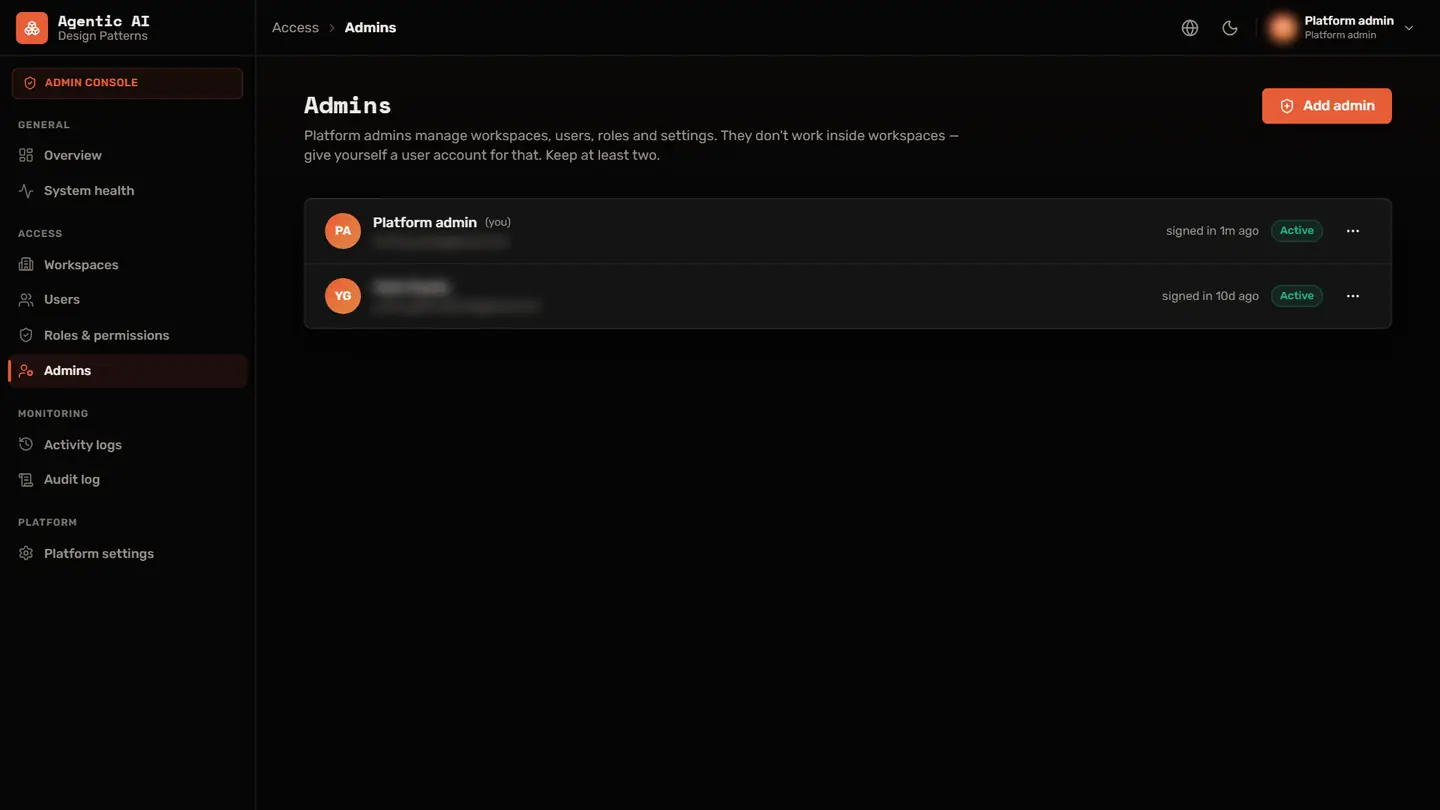 Agentic AI
Design Patterns
ADMIN CONSOLE
GENERAL
Overview
System health
ACCESS
Workspaces
Users
Roles & permissions
Admins
MONITORING
Activity logs
Audit log
PLATFORM
Platform settings
Access > Admins
Platform admin
Platform admin
Admins
Add admin
Platform admins manage workspaces, users, roles and settings. They don't work inside workspaces —
give yourself a user account for that. Keep at least two.
PA
Platform admin (you)
signed in 1m ago
Active
YG
signed in 10d ago
Active